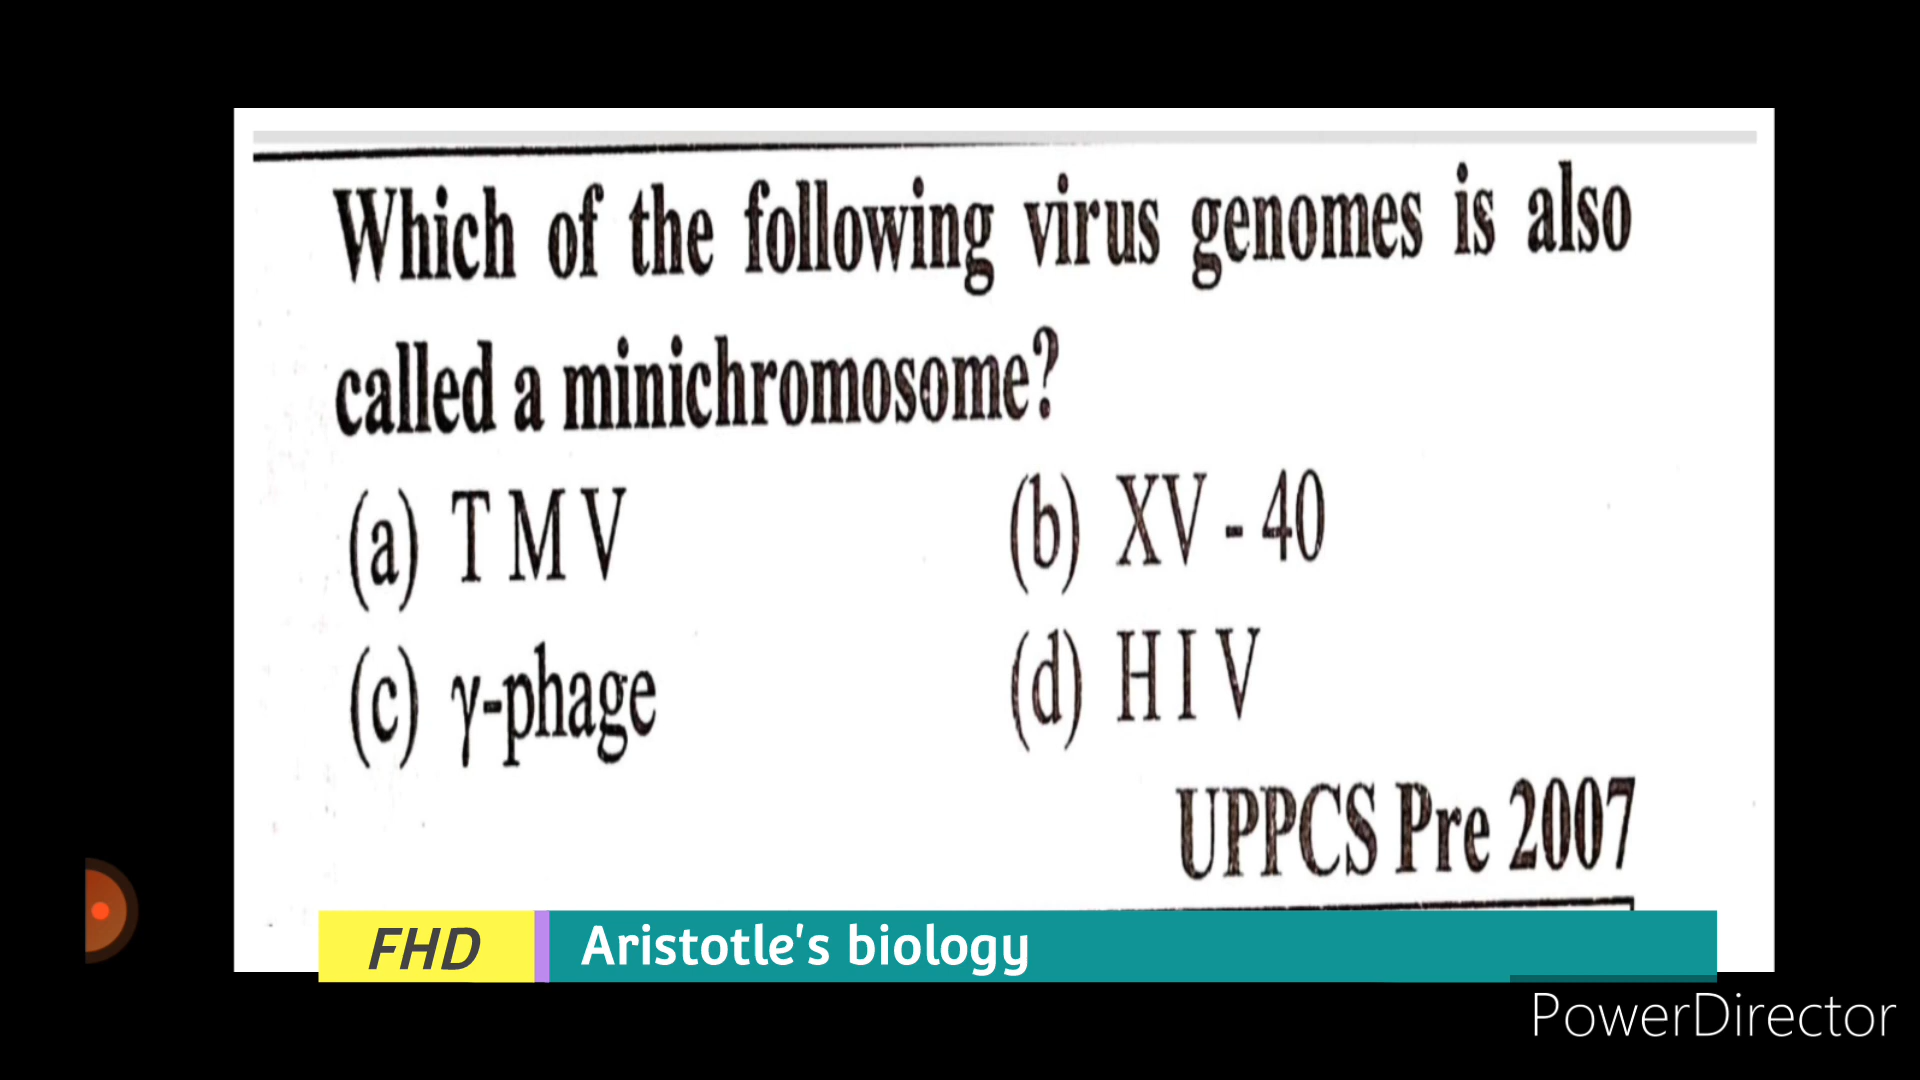 Which of the following virus genomes is also
called a minichromosome?
(a) T M V (b) XV - 40
(c) γ-phage (d) H I V
UPPCS Pre 2007
FHD Aristotle's biology
PowerDirector